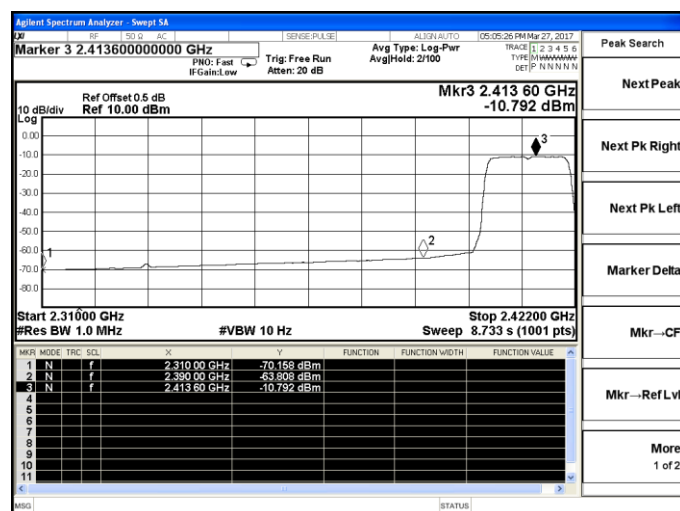 Agilent Spectrum Analyzer - Swept SA
LXI RF 50 Ω AC SENSE:PULSE ALIGN AUTO 05:05:26 PM Mar 27, 2017
Marker 3 2.413600000000 GHz
PNO: Fast
IFGain:Low
Trig: Free Run
Atten: 20 dB
Avg Type: Log-Pwr
Avg|Hold: 2/100
TRACE 1 2 3 4 5 6
TYPE MWWWWW
DET P N N N N N
Peak Search
Next Peak
Next Pk Right
Next Pk Left
Marker Delta
Mkr→CF
Mkr→Ref Lvl
More
1 of 2
Mkr3 2.413 60 GHz
-10.792 dBm
Ref Offset 0.5 dB
10 dB/div Ref 10.00 dBm
Log
0.00
-10.0
-20.0
-30.0
-40.0
-50.0
-60.0
-70.0
-80.0
1
2
3
Start 2.31000 GHz Stop 2.42200 GHz
#Res BW 1.0 MHz #VBW 10 Hz Sweep 8.733 s (1001 pts)
MKR MODE TRC SCL X Y FUNCTION FUNCTION WIDTH FUNCTION VALUE
1 N f 2.310 00 GHz -70.158 dBm
2 N f 2.390 00 GHz -63.808 dBm
3 N f 2.413 60 GHz -10.792 dBm
4
5
6
7
8
9
10
11
MSG STATUS